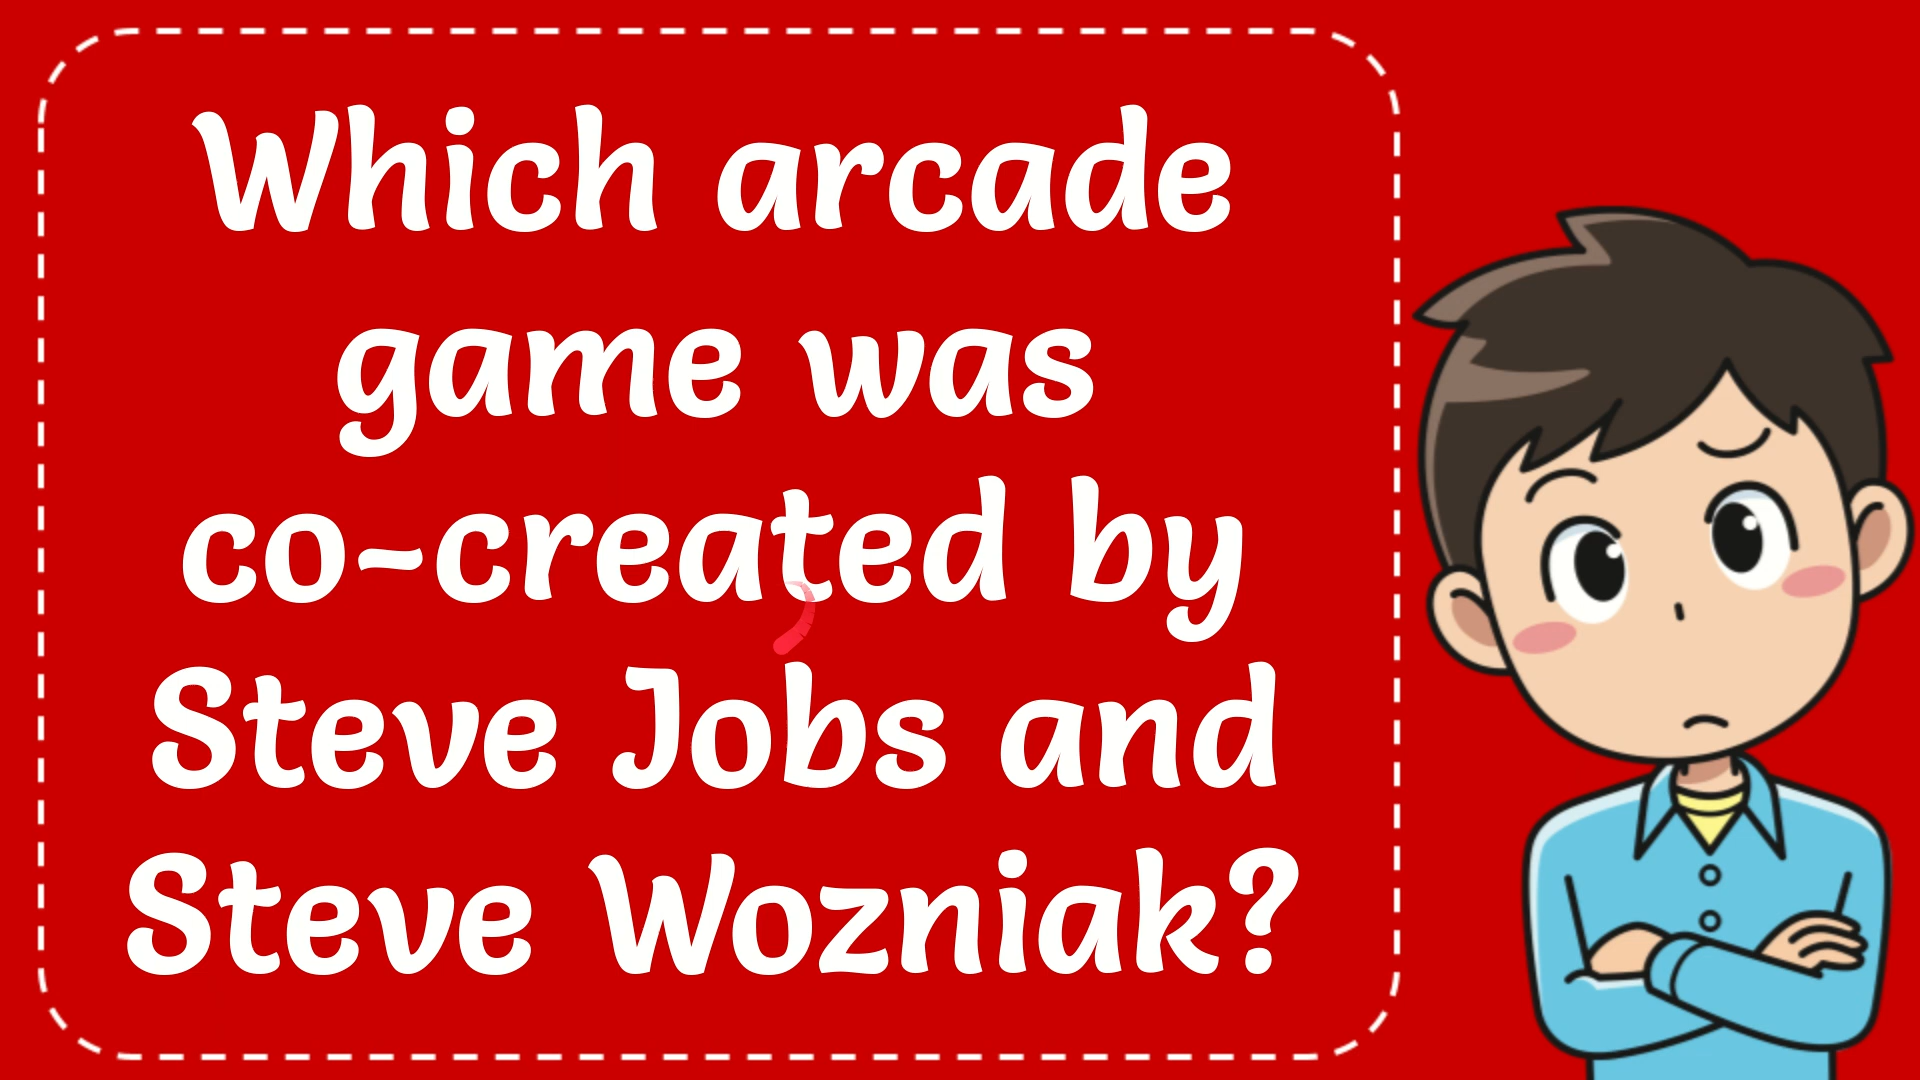 Which arcade
game was
co-created by
Steve Jobs and
Steve Wozniak?